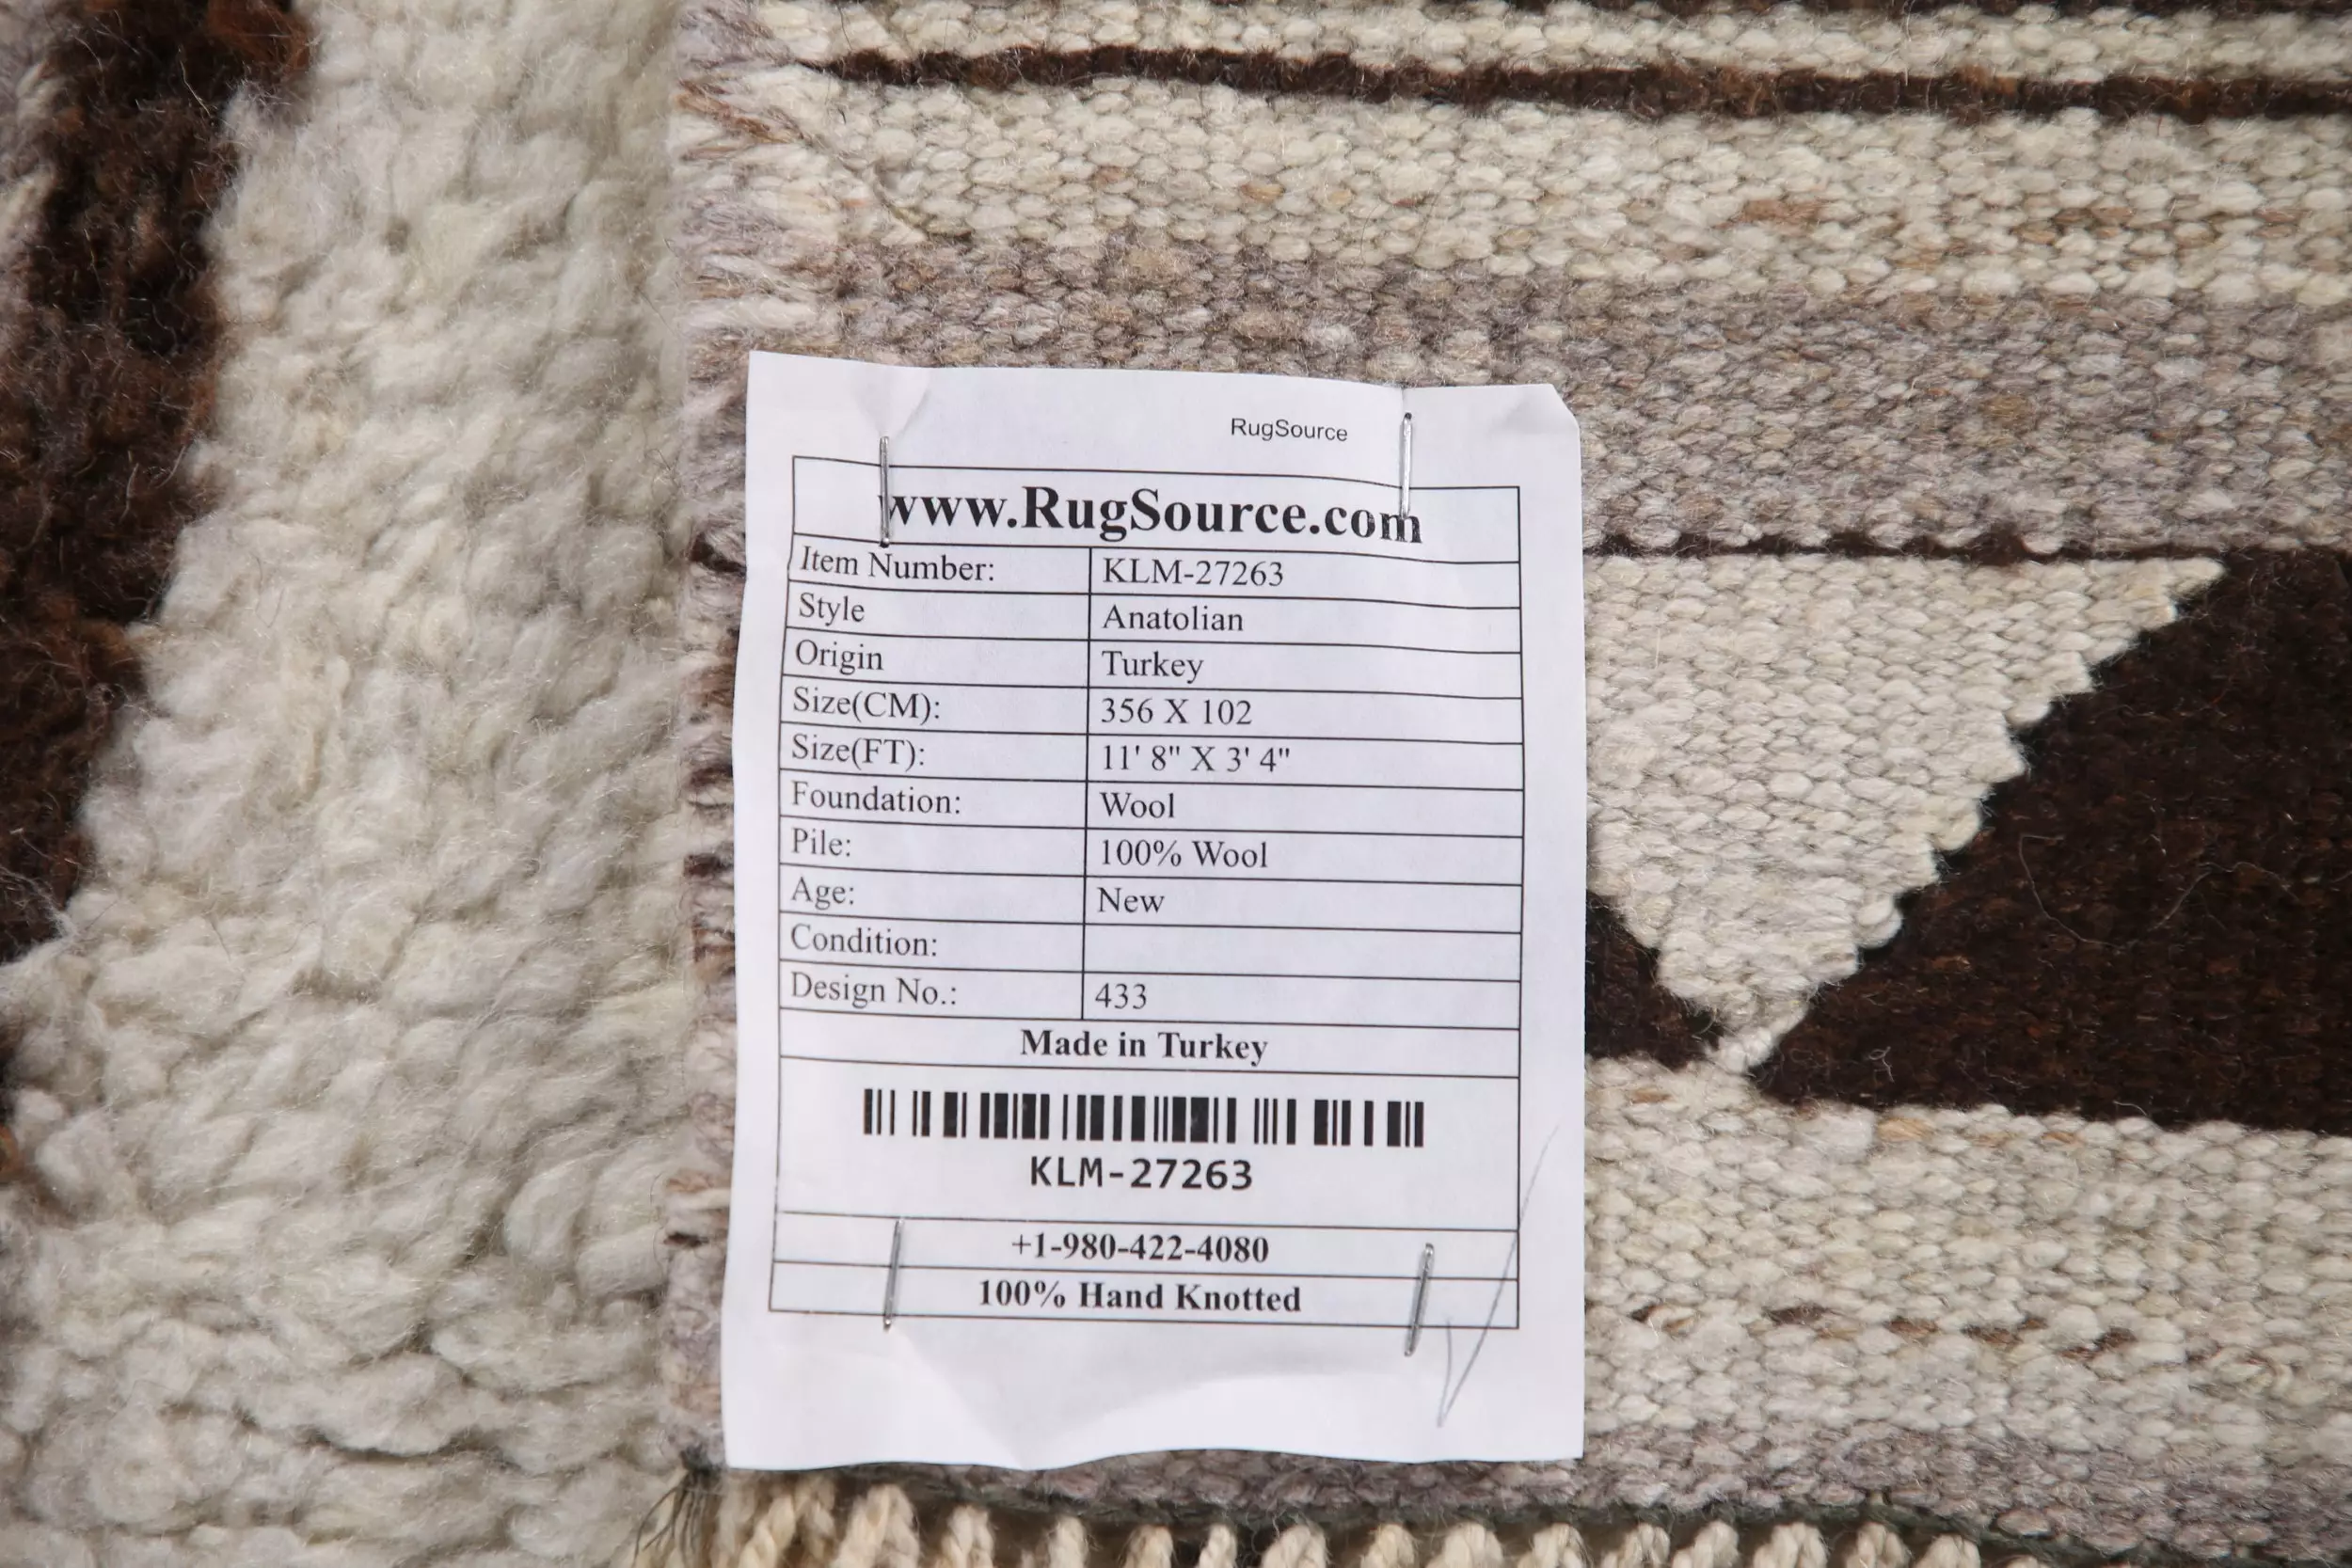 RugSource
www.RugSource.com
Item Number: KLM-27263
Style Anatolian
Origin Turkey
Size(CM): 356 X 102
Size(FT): 11' 8" X 3' 4"
Foundation: Wool
Pile: 100% Wool
Age: New
Condition:
Design No.: 433
Made in Turkey
KLM-27263
+1-980-422-4080
100% Hand Knotted